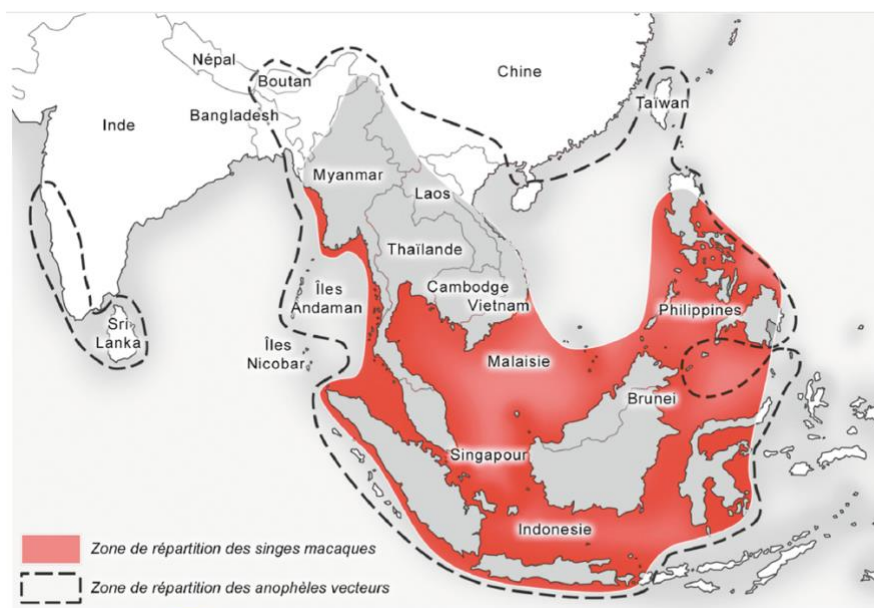 Chine
Népal
Boutan
Taïwan
Bangladesh
Inde
Myanmar
Laos
Thaïlande
Cambodge
Vietnam
Îles
Andaman
Philippines
Sri
Lanka
Îles
Nicobar
Malaisie
Brunei
Singapour
Indonesie
Zone de répartition des singes macaques
Zone de répartition des anophèles vecteurs